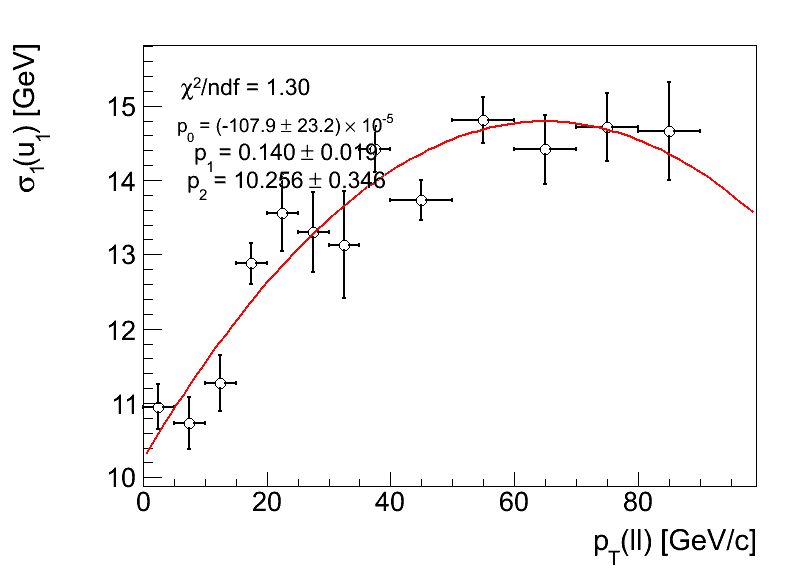 σ₁(u₁) [GeV]
χ²/ndf = 1.30
p₀ = (-107.9 ± 23.2) × 10⁻⁵
p₁ = 0.140 ± 0.019
p₂ = 10.256 ± 0.346
15
14
13
12
11
10
0 20 40 60 80
p_T(ll) [GeV/c]